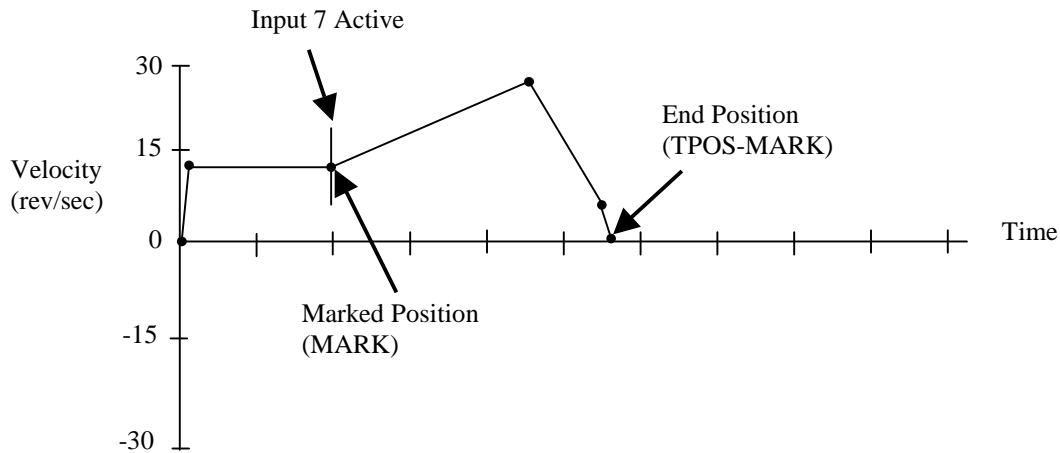 Input 7 Active
30
End Position
(TPOS-MARK)
15
Velocity
(rev/sec)
0
Time
Marked Position
(MARK)
-15
-30